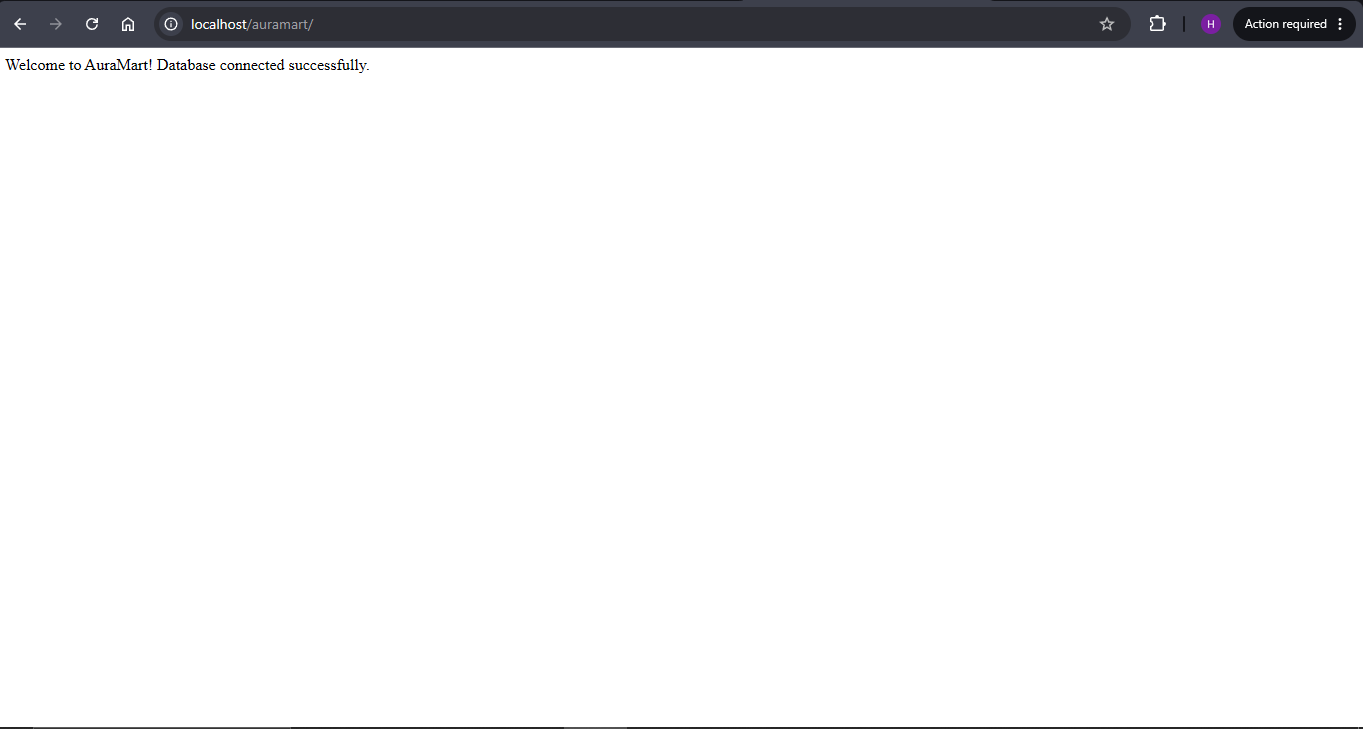 localhost/auramart/
H
Action required
Welcome to AuraMart! Database connected successfully.